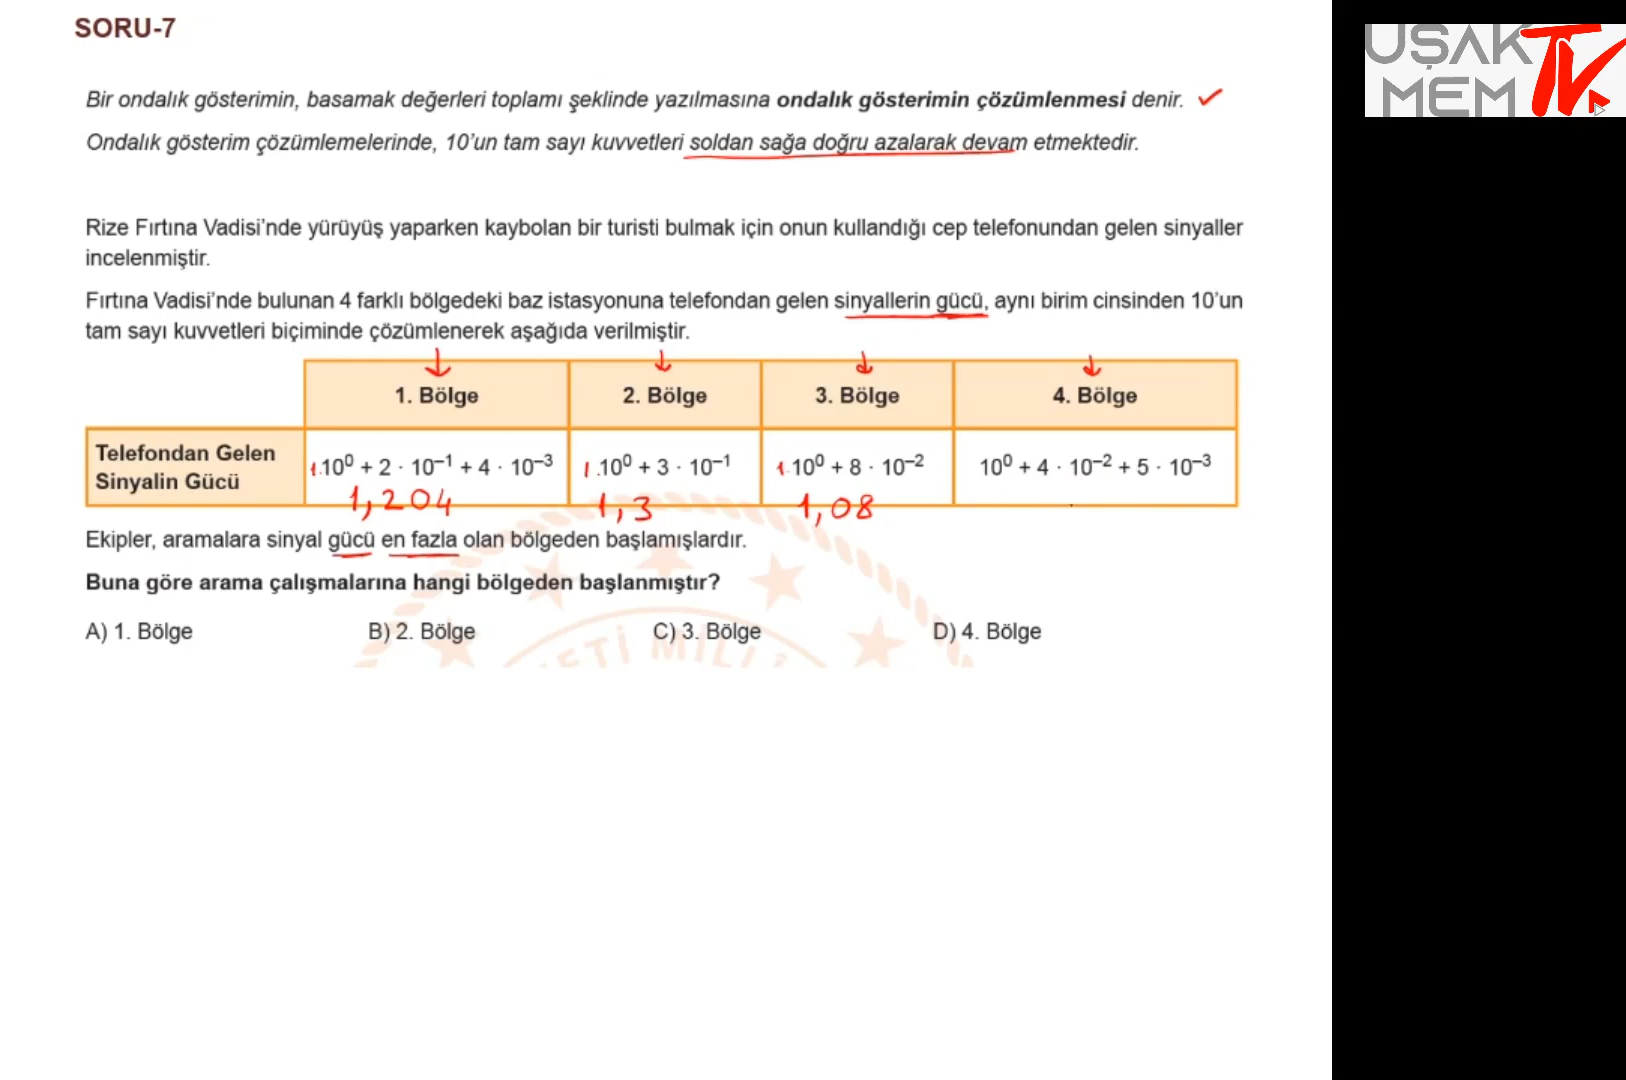 SORU-7
UŞAK TV
MEM
Bir ondalık gösterimin, basamak değerleri toplamı şeklinde yazılmasına ondalık gösterimin çözümlenmesi denir. ✓
Ondalık gösterim çözümlemelerinde, 10'un tam sayı kuvvetleri soldan sağa doğru azalarak devam etmektedir.
Rize Fırtına Vadisi'nde yürüyüş yaparken kaybolan bir turisti bulmak için onun kullandığı cep telefonundan gelen sinyaller
incelenmiştir.
Fırtına Vadisi'nde bulunan 4 farklı bölgedeki baz istasyonuna telefondan gelen sinyallerin gücü, aynı birim cinsinden 10'un
tam sayı kuvvetleri biçiminde çözümlenerek aşağıda verilmiştir.
1. Bölge 2. Bölge 3. Bölge 4. Bölge
Telefondan Gelen
Sinyalin Gücü
1.10⁰ + 2 · 10⁻¹ + 4 · 10⁻³ 1.10⁰ + 3 · 10⁻¹ 1.10⁰ + 8 · 10⁻² 10⁰ + 4 · 10⁻² + 5 · 10⁻³
1,204 1,3 1,08
Ekipler, aramalara sinyal gücü en fazla olan bölgeden başlamışlardır.
Buna göre arama çalışmalarına hangi bölgeden başlanmıştır?
A) 1. Bölge B) 2. Bölge C) 3. Bölge D) 4. Bölge